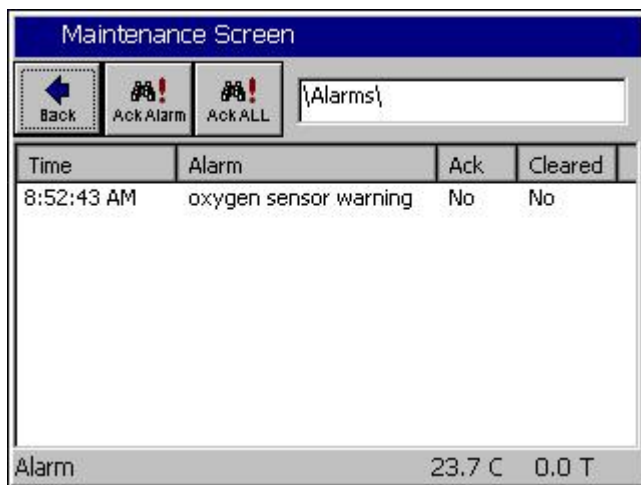 Maintenance Screen
Back
Ack Alarm
Ack ALL
\Alarms\
Time Alarm Ack Cleared
8:52:43 AM oxygen sensor warning No No
Alarm 23.7 C 0.0 T